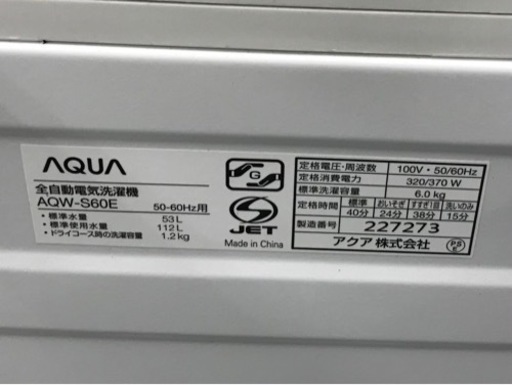 AQUA
全自動電気洗濯機
AQW-S60E 50-60Hz用
・標準水量 53L
・標準使用水量 112L
・ドライコース時の洗濯容量 1.2kg
G
S
JET
Made in China
定格電圧・周波数 100V・50/60Hz
定格消費電力 320/370W
標準洗濯容量 6.0kg
定格時間 標準 おいそぎ すすぎ1回 洗いのみ
40分 24分 38分 15分
製造番号 227273
アクア株式会社
PS
E